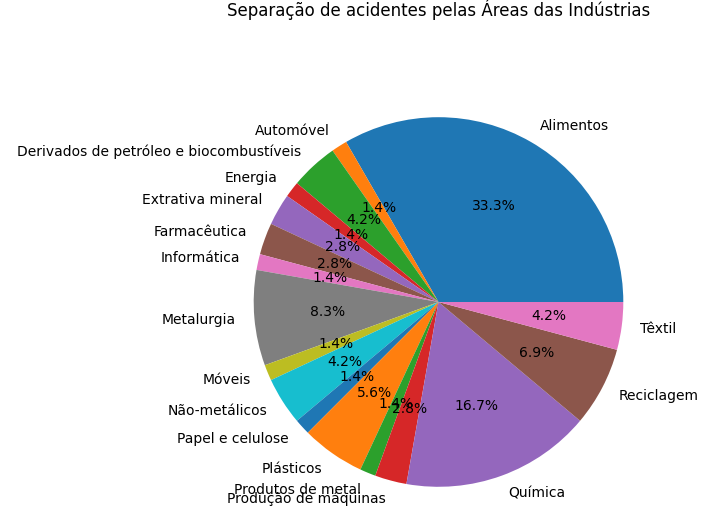 Separação de acidentes pelas Áreas das Indústrias
Alimentos
33.3%
Automóvel
1.4%
Derivados de petróleo e biocombustíveis
4.2%
Energia
1.4%
Extrativa mineral
2.8%
Farmacêutica
2.8%
Informática
1.4%
Metalurgia
8.3%
Móveis
1.4%
Não-metálicos
4.2%
Papel e celulose
1.4%
Plásticos
5.6%
Produtos de metal
1.4%
Produção de máquinas
2.8%
Química
16.7%
Reciclagem
6.9%
Têxtil
4.2%